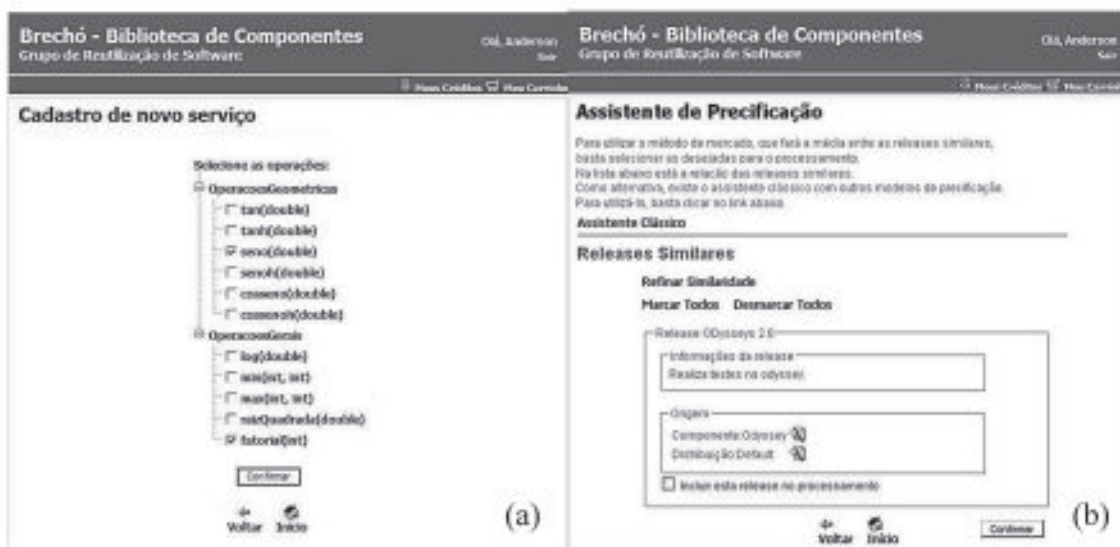 Brechó - Biblioteca de Componentes
Grupo de Reutilização de Software
Olá, Anderson
Sair
Meus Créditos Meu Carrinho
Cadastro de novo serviço
Selecione as operações:
OperacoesGeometricas
tan(double)
tanh(double)
seno(double)
senoh(double)
cosseno(double)
cossenoh(double)
OperacoesGerais
log(double)
min(int, int)
max(int, int)
raizQuadrada(double)
fatorial(int)
Confirmar
Voltar Início
(a)
Brechó - Biblioteca de Componentes
Grupo de Reutilização de Software
Olá, Anderson
Sair
Meus Créditos Meu Carrinho
Assistente de Precificação
Para utilizar o método de mercado, que fará a média entre as releases similares,
basta selecionar as desejadas para o processamento.
Na lista abaixo está a relação das releases similares.
Como alternativa, existe o assistente clássico com outros modelos de precificação.
Para utilizá-lo, basta clicar no link abaixo.
Assistente Clássico
Releases Similares
Refinar Similaridade
Marcar Todos Desmarcar Todos
Release ODysseys 2.0
Informações da release
Realiza testes no odyssey.
Origem
Componente:Odyssey
Distribuição:Default
Incluir esta release no processamento
Voltar Início
Confirmar
(b)